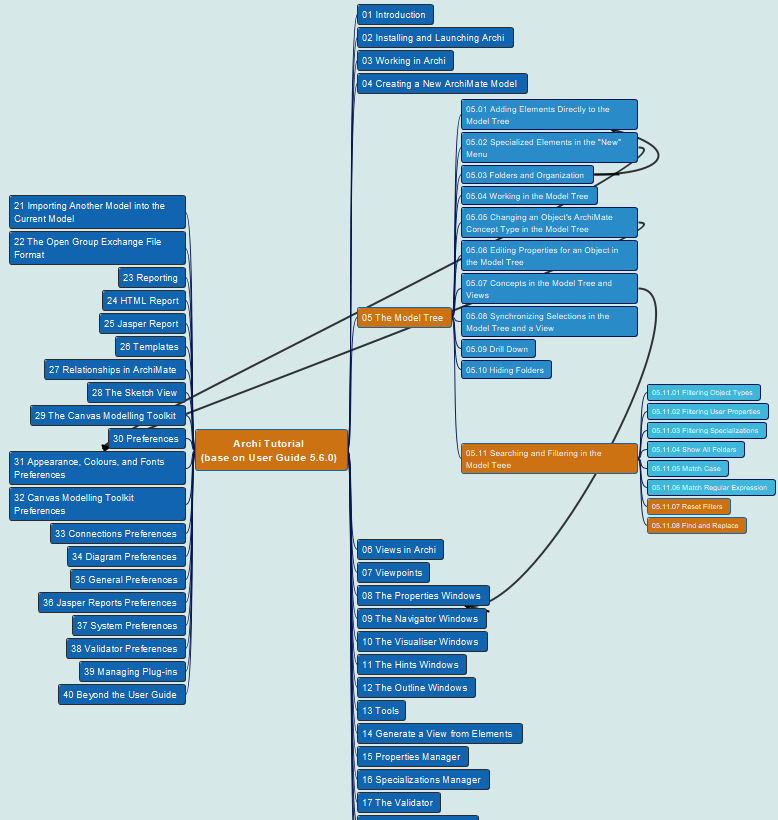 01 Introduction
02 Installing and Launching Archi
03 Working in Archi
04 Creating a New ArchiMate Model
05.01 Adding Elements Directly to the
Model Tree
05.02 Specialized Elements in the "New"
Menu
05.03 Folders and Organization
05.04 Working in the Model Tree
05.05 Changing an Object's ArchiMate
Concept Type in the Model Tree
05.06 Editing Properties for an Object in
the Model Tree
05 The Model Tree
05.07 Concepts in the Model Tree and
Views
05.08 Synchronizing Selections in the
Model Tree and a View
05.09 Drill Down
05.10 Hiding Folders
05.11 Searching and Filtering in the
Model Teee
05.11.01 Filtering Object Types
05.11.02 Filtering User Properties
05.11.03 Filtering Specializations
05.11.04 Show All Folders
05.11.05 Match Case
05.11.06 Match Regular Expression
05.11.07 Reset Filters
05.11.08 Find and Replace
21 Importing Another Model into the
Current Model
22 The Open Group Exchange File
Format
23 Reporting
24 HTML Report
25 Jasper Report
26 Templates
27 Relationships in ArchiMate
28 The Sketch View
29 The Canvas Modelling Toolkit
30 Preferences
31 Appearance, Colours, and Fonts
Preferences
32 Canvas Modelling Toolkit
Preferences
33 Connections Preferences
34 Diagram Preferences
35 General Preferences
36 Jasper Reports Preferences
37 System Preferences
38 Validator Preferences
39 Managing Plug-ins
40 Beyond the User Guide
Archi Tutorial
(base on User Guide 5.6.0)
06 Views in Archi
07 Viewpoints
08 The Properties Windows
09 The Navigator Windows
10 The Visualiser Windows
11 The Hints Windows
12 The Outline Windows
13 Tools
14 Generate a View from Elements
15 Properties Manager
16 Specializations Manager
17 The Validator